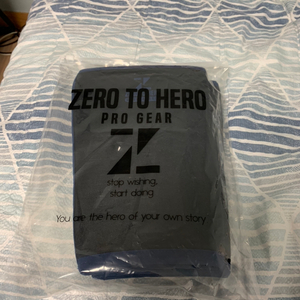 ZERO TO HERO
PRO GEAR
stop wishing,
start doing
You are the hero of your own story